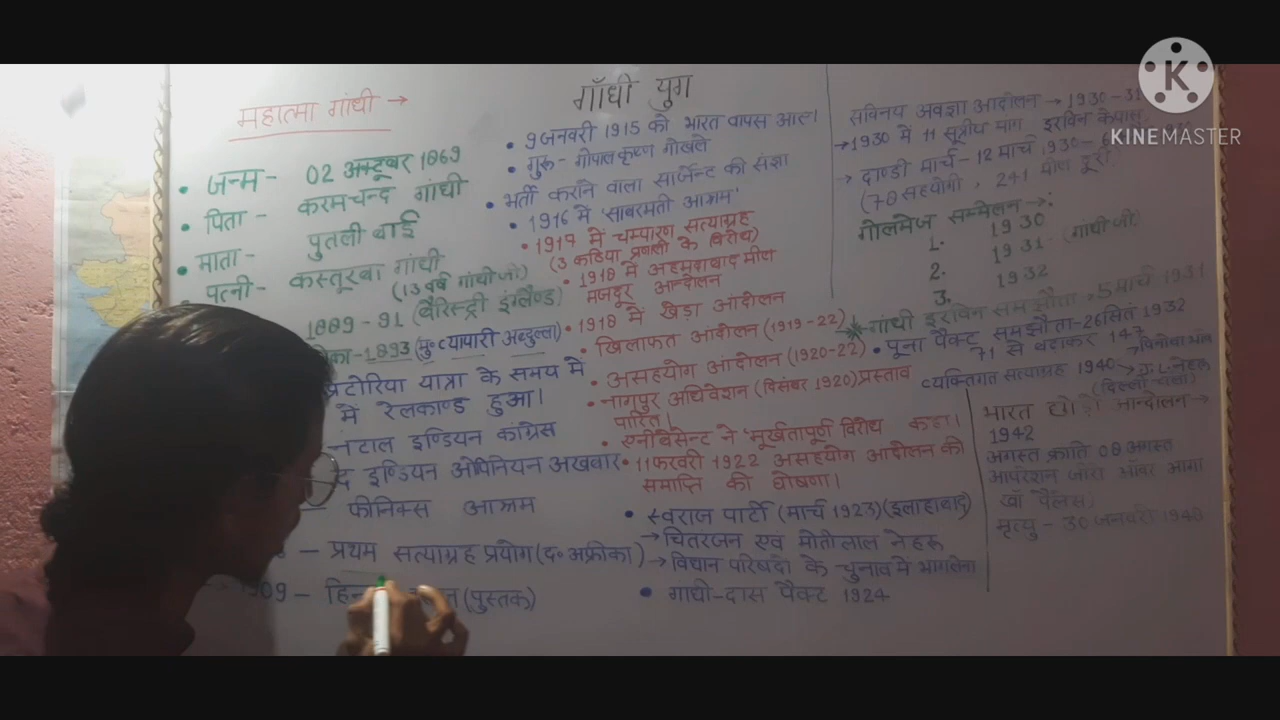 गाँधी युग
महात्मा गांधी →
• जन्म - 02 अक्टूबर 1869
• पिता - करमचन्द गांधी
• माता - पुतली बाई
पत्नी - कस्तूरबा गांधी
(13 वर्ष गांधीजी)
1889-91 (बैरिस्ट्री इंग्लैण्ड)
-1893 (मु॰ व्यापारी अब्दुल्ला)
प्रेटोरिया यात्रा के समय में
में रेलकाण्ड हुआ।
नटाल इण्डियन कांग्रेस
द इण्डियन ओपिनियन अखबार
फीनिक्स आश्रम
- प्रथम सत्याग्रह प्रयोग (द॰ अफ्रीका)
1909 - (पुस्तक)
• 9 जनवरी 1915 को भारत वापस आए।
• गुरू - गोपाल कृष्ण गोखले
• भर्ती कराने वाला सार्जेन्ट की संज्ञा
• 1916 में 'साबरमती आश्रम'
• 1917 में चम्पारण सत्याग्रह
(3 कठिया प्रणाली के विरोध)
• 1918 में अहमदाबाद मील
मजदूर आन्दोलन
• 1918 में खेड़ा आंदोलन
• खिलाफत आंदोलन (1919-22)
• असहयोग आंदोलन (1920-22)
• नागपुर अधिवेशन (दिसंबर 1920) प्रस्ताव
पारित।
• एनीबेसेन्ट ने 'मूर्खतापूर्ण विरोध कहा।
• 11 फरवरी 1922 असहयोग आंदोलन की
समाप्ति की घोषणा।
• स्वराज पार्टी (मार्च 1923) (इलाहाबाद)
→ चितरंजन एवं मोतीलाल नेहरू
→ विधान परिषदों के चुनाव में भाग लेना
• गांधी-दास पैक्ट 1924
सविनय अवज्ञा आंदोलन → 1930-31
→ 1930 में 11 सूत्रीय मांग, इरविन के पास,
→ दाण्डी मार्च - 12 मार्च 1930 -
(78 सहयोगी, 241 मील दूरी
गोलमेज सम्मेलन →:
1. 1930
2. 1931 (गांधीजी)
3. 1932
* गांधी इरविन समझौता → 5 मार्च 1931
• पूना पैक्ट समझौता - 26 सितं 1932
71 से बढ़ाकर 147
व्यक्तिगत सत्याग्रह 1940 → विनोबा भावे
→ J.L. नेहरू
(दिल्ली चलो)
भारत छोड़ो आन्दोलन →
1942
अगस्त क्रांति 08 अगस्त
आपरेशन जीरो ऑवर आगा
खाँ पैलेस,
मृत्यु - 30 जनवरी 1948
KINEMASTER